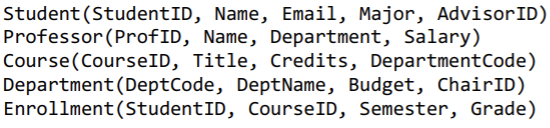 Student(StudentID, Name, Email, Major, AdvisorID)
Professor(ProfID, Name, Department, Salary)
Course(CourseID, Title, Credits, DepartmentCode)
Department(DeptCode, DeptName, Budget, ChairID)
Enrollment(StudentID, CourseID, Semester, Grade)